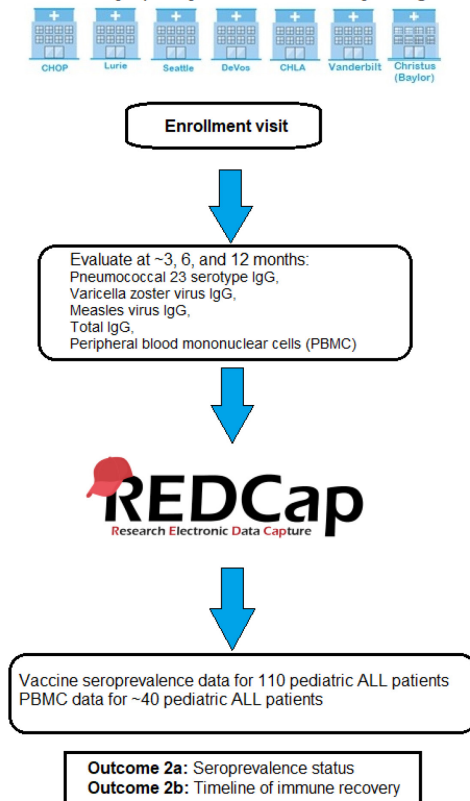 CHOP Lurie Seattle DeVos CHLA Vanderbilt Christus
(Baylor)
Enrollment visit
Evaluate at ~3, 6, and 12 months:
Pneumococcal 23 serotype IgG,
Varicella zoster virus IgG,
Measles virus IgG,
Total IgG,
Peripheral blood mononuclear cells (PBMC)
REDCap
Research Electronic Data Capture
Vaccine seroprevalence data for 110 pediatric ALL patients
PBMC data for ~40 pediatric ALL patients
Outcome 2a: Seroprevalence status
Outcome 2b: Timeline of immune recovery